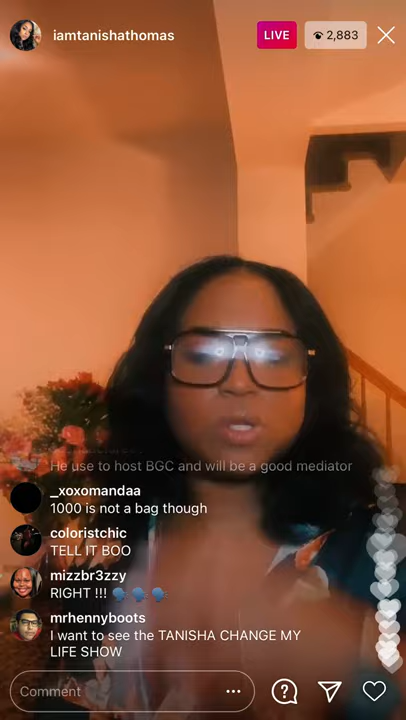 iamtanishathomas
LIVE
2,883
He use to host BGC and will be a good mediator
_xoxomandaa
1000 is not a bag though
coloristchic
TELL IT BOO
mizzbr3zzy
RIGHT !!! 🗣🗣🗣
mrhennyboots
I want to see the TANISHA CHANGE MY
LIFE SHOW
Comment